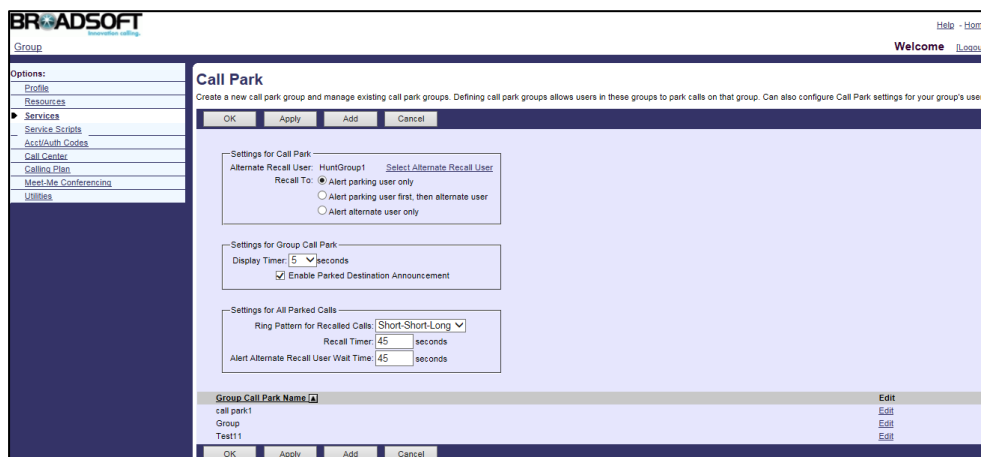 BROADSOFT
innovation calling.
Help - Hom
Group
Welcome [Logou
Options:
Profile
Resources
Services
Service Scripts
Acct/Auth Codes
Call Center
Calling Plan
Meet-Me Conferencing
Utilities
Call Park
Create a new call park group and manage existing call park groups. Defining call park groups allows users in these groups to park calls on that group. Can also configure Call Park settings for your group's use
OK Apply Add Cancel
Settings for Call Park
Alternate Recall User: HuntGroup1 Select Alternate Recall User
Recall To: Alert parking user only
Alert parking user first, then alternate user
Alert alternate user only
Settings for Group Call Park
Display Timer: 5 seconds
Enable Parked Destination Announcement
Settings for All Parked Calls
Ring Pattern for Recalled Calls: Short-Short-Long
Recall Timer: 45 seconds
Alert Alternate Recall User Wait Time: 45 seconds
Group Call Park Name Edit
call park1 Edit
Group Edit
Test11 Edit
OK Apply Add Cancel